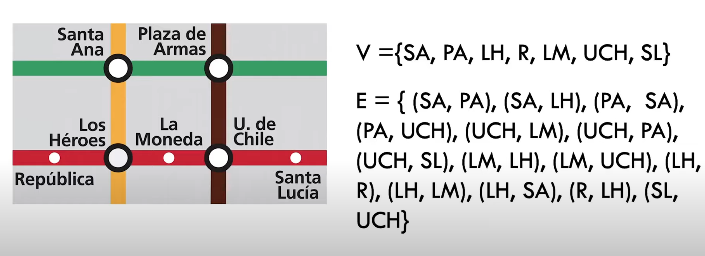 Santa
Ana
Plaza de
Armas
Los
Héroes
La
Moneda
U. de
Chile
República
Santa
Lucía
V ={SA, PA, LH, R, LM, UCH, SL}
E = { (SA, PA), (SA, LH), (PA, SA),
(PA, UCH), (UCH, LM), (UCH, PA),
(UCH, SL), (LM, LH), (LM, UCH), (LH,
R), (LH, LM), (LH, SA), (R, LH), (SL,
UCH}